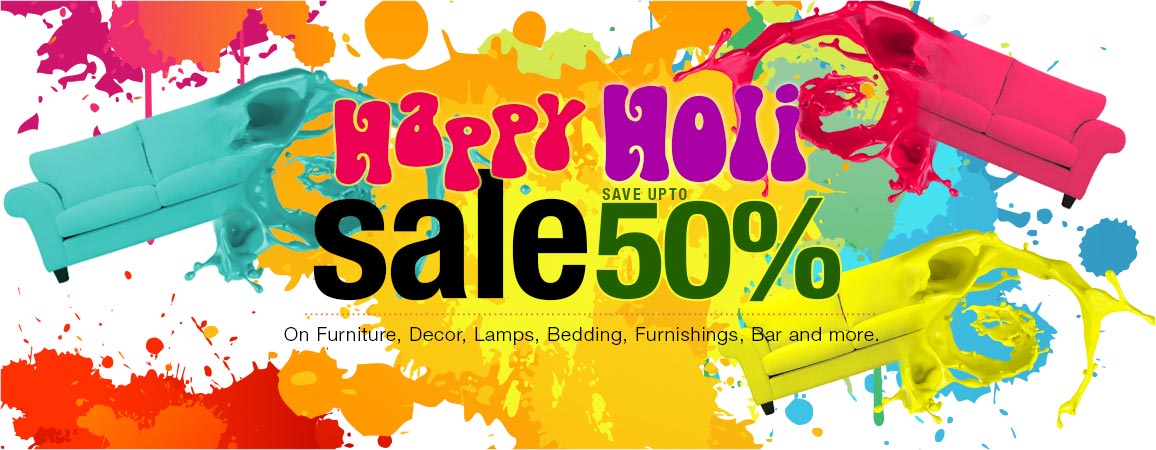 Happy Holi
SAVE UPTO
sale 50%
On Furniture, Decor, Lamps, Bedding, Furnishings, Bar and more.